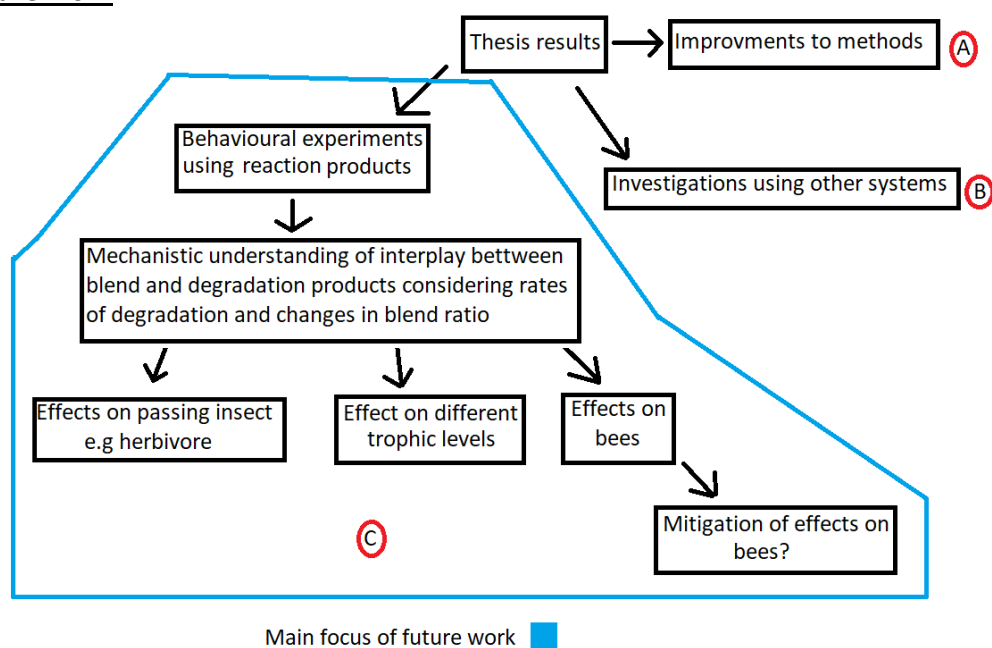 Thesis results
Improvments to methods
A
Behavioural experiments
using reaction products
Investigations using other systems
B
Mechanistic understanding of interplay bettween
blend and degradation products considering rates
of degradation and changes in blend ratio
Effects on passing insect
e.g herbivore
Effect on different
trophic levels
Effects on
bees
C
Mitigation of effects on
bees?
Main focus of future work